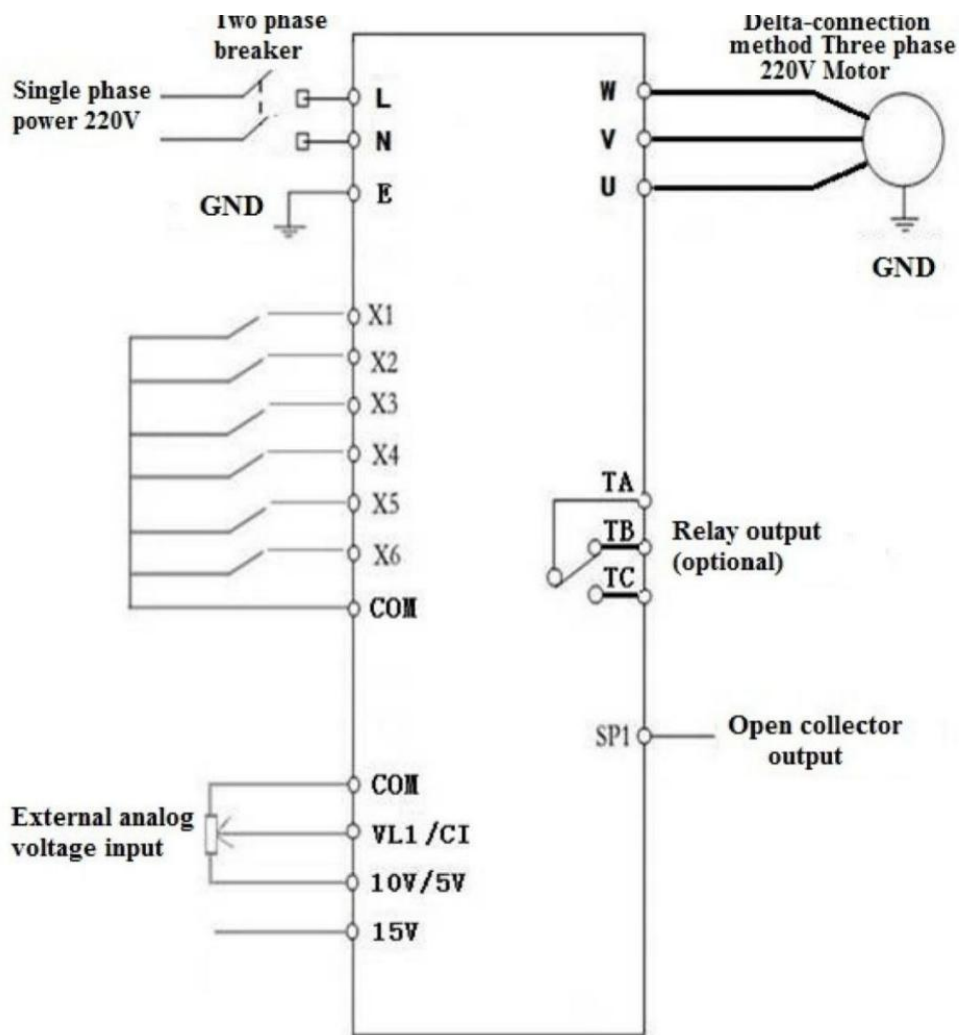 Two phase
breaker
Single phase
power 220V
L
N
E
GND
Delta-connection
method Three phase
220V Motor
W
V
U
GND
X1
X2
X3
X4
X5
X6
COM
TA
TB
TC
Relay output
(optional)
SP1
Open collector
output
External analog
voltage input
COM
VL1/CI
10V/5V
15V